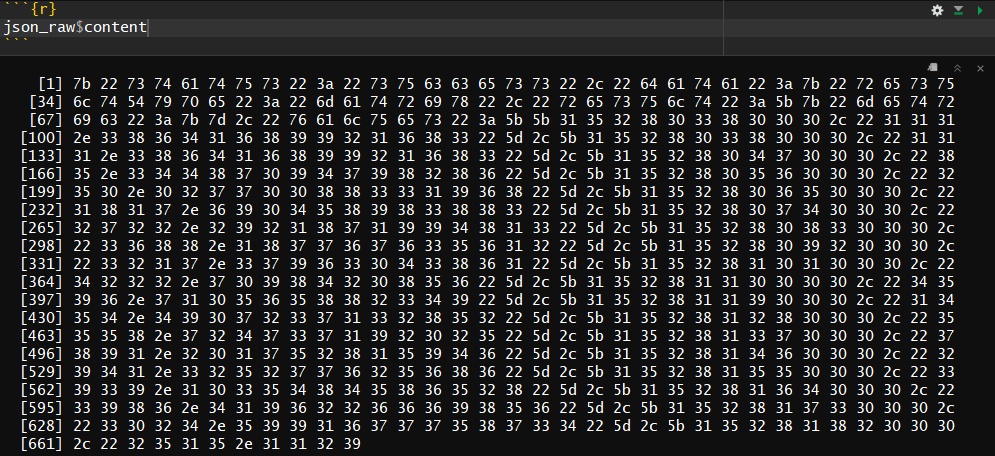 ```{r}
json_raw$content
```
[1] 7b 22 73 74 61 74 75 73 22 3a 22 73 75 63 63 65 73 73 22 2c 22 64 61 74 61 22 3a 7b 22 72 65 73 75
[34] 6c 74 54 79 70 65 22 3a 22 6d 61 74 72 69 78 22 2c 22 72 65 73 75 6c 74 22 3a 5b 7b 22 6d 65 74 72
[67] 69 63 22 3a 7b 7d 2c 22 76 61 6c 75 65 73 22 3a 5b 5b 31 35 32 38 30 33 38 30 30 30 2c 22 31 31 31
[100] 2e 33 38 36 34 31 36 38 39 39 32 31 36 38 33 22 5d 2c 5b 31 35 32 38 30 33 38 30 30 30 2c 22 31 31
[133] 31 2e 33 38 36 34 31 36 38 39 39 32 31 36 38 33 22 5d 2c 5b 31 35 32 38 30 34 37 30 30 30 2c 22 38
[166] 35 2e 33 34 34 38 37 30 39 34 37 39 38 32 38 36 22 5d 2c 5b 31 35 32 38 30 35 36 30 30 30 2c 22 32
[199] 35 30 2e 30 32 37 37 30 30 38 38 33 33 31 39 36 38 22 5d 2c 5b 31 35 32 38 30 36 35 30 30 30 2c 22
[232] 31 38 31 37 2e 36 39 30 34 35 38 39 38 33 38 38 33 22 5d 2c 5b 31 35 32 38 30 37 34 30 30 30 2c 22
[265] 32 37 32 32 2e 32 39 32 31 38 37 31 39 39 34 38 31 33 22 5d 2c 5b 31 35 32 38 30 38 33 30 30 30 2c
[298] 22 33 36 38 38 2e 31 38 37 37 36 37 36 33 35 36 31 32 22 5d 2c 5b 31 35 32 38 30 39 32 30 30 30 2c
[331] 22 33 32 31 37 2e 33 37 39 36 33 30 34 33 38 36 31 22 5d 2c 5b 31 35 32 38 31 30 31 30 30 30 2c 22
[364] 34 32 32 32 2e 37 30 39 38 34 32 30 38 35 36 22 5d 2c 5b 31 35 32 38 31 31 30 30 30 30 2c 22 34 35
[397] 39 36 2e 37 31 30 35 36 35 38 38 32 33 34 39 22 5d 2c 5b 31 35 32 38 31 31 39 30 30 30 2c 22 31 34
[430] 35 34 2e 34 39 30 37 32 33 37 31 33 32 38 35 32 22 5d 2c 5b 31 35 32 38 31 32 38 30 30 30 2c 22 35
[463] 35 35 38 2e 37 32 34 37 33 37 31 39 32 30 32 35 22 5d 2c 5b 31 35 32 38 31 33 37 30 30 30 2c 22 37
[496] 38 39 31 2e 32 30 31 37 35 32 38 31 35 39 34 36 22 5d 2c 5b 31 35 32 38 31 34 36 30 30 30 2c 22 32
[529] 39 34 31 2e 33 32 35 32 37 37 36 32 35 36 38 36 22 5d 2c 5b 31 35 32 38 31 35 35 30 30 30 2c 22 33
[562] 39 33 39 2e 31 30 33 35 34 38 34 35 38 36 35 32 38 22 5d 2c 5b 31 35 32 38 31 36 34 30 30 30 2c 22
[595] 33 39 38 36 2e 34 31 39 36 32 32 36 36 36 39 38 35 36 22 5d 2c 5b 31 35 32 38 31 37 33 30 30 30 2c
[628] 22 33 30 32 34 2e 35 39 39 31 36 37 37 37 35 38 37 33 34 22 5d 2c 5b 31 35 32 38 31 38 32 30 30 30
[661] 2c 22 32 35 31 35 2e 31 31 32 39